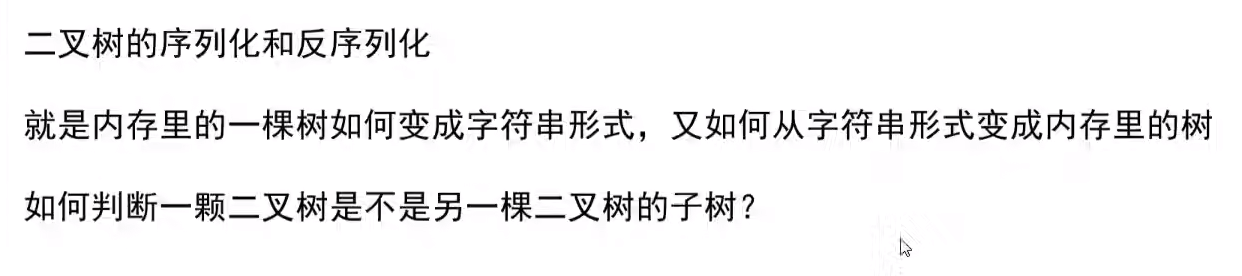 二叉树的序列化和反序列化
就是内存里的一棵树如何变成字符串形式，又如何从字符串形式变成内存里的树
如何判断一颗二叉树是不是另一棵二叉树的子树？